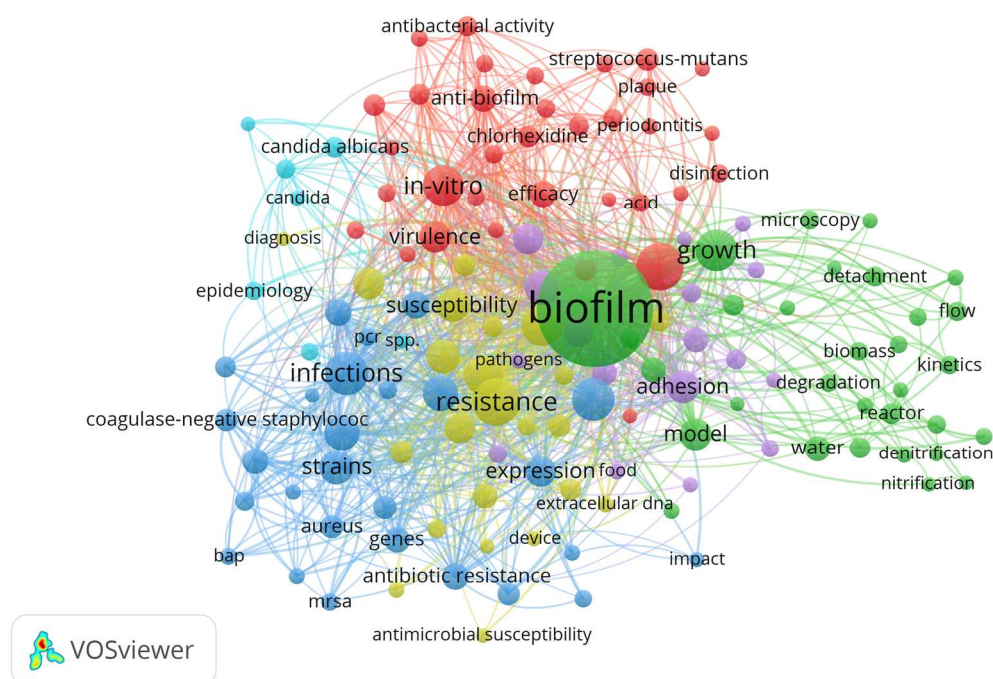 antibacterial activity
streptococcus-mutans
plaque
anti-biofilm
chlorhexidine
periodontitis
candida albicans
disinfection
in-vitro
efficacy
candida
acid
microscopy
diagnosis
virulence
growth
detachment
epidemiology
susceptibility
biofilm
flow
pcr
spp.
pathogens
biomass
kinetics
infections
adhesion
degradation
resistance
reactor
coagulase-negative staphylococ
model
water
denitrification
strains
expression
food
nitrification
extracellular dna
aureus
genes
device
bap
impact
antibiotic resistance
mrsa
antimicrobial susceptibility
VOSviewer